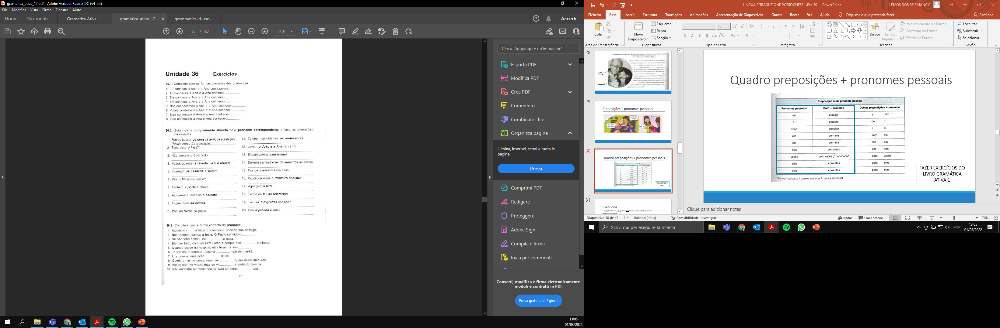 gramatica_ativa_12.pdf - Adobe Acrobat Reader DC (64-bit)
File Modifica Vista Firma Finestra Aiuto
Home Strumenti _Gramatica Ativa 1 ... gramatica_ativa_12.... × grammatica-d-uso-... Accedi
76 / 128 71%
Unidade 36 Exercícios
36.1. Complete com as formas correctas dos pronomes.
1. Eu conheço a Ana e a Ana conhece-me.
2. Tu conheces a Ana e a Ana conhece-________.
3. Ela conhece a Ana e a Ana conhece-________.
4. Ele conhece a Ana e a Ana cohnece-________.
5. Nós conhecemos a Ana e a Ana conhece-________.
6. Vocês conhecem a Ana e a Ana conhece-________.
7. Eles conhecem a Ana e a Ana conhece-________.
8. Elas conhecem a Ana e Ana conhece-________.
36.2. Substitua o complemento directo pelo pronome correspondente e faça as alterações
necessárias.
1. Fomos buscar os nossos amigos à estação.
Fomos buscá-los à estação.
2. Tens visto a Inês?
3. Não comam o bolo todo.
4. Podes guardar a revista. Já li a revista.
5. Puseram os casacos e saíram.
6. Vês o filme connosco?
7. Fechem a porta à chave.
8. Ajuda-me a levantar o caixote.
9. Façam bem as camas.
10. Põe os livros na pasta.
11. Também convidámos os professores.
12. Levem o João e a Ana no carro.
13. Encontraste o meu irmão?
14. Deixei a carteira e os documentos na escola.
15. Faz os exercícios em casa.
16. Gostei de ouvir o Primeiro Ministro.
17. Aqueçam o leite.
18. Tenho de ler os relatórios.
19. Tem as fotografias consigo?
20. Dão a prenda à Ana?
36.3. Complete com a forma correcta do pronome.
1. Ajudas-me a fazer o exercício? Sozinho não consigo.
2. Nós também vamos à festa. O Paulo convidou-________.
3. Se não tens boleia, levo-________ a casa.
4. Ele não falou com vocês?! Então é porque não ________ conhece.
5. Quando estive no hospital, eles foram lá ver-________.
6. Já assinei o contrato. Assinei-________ hoje de manhã.
7. Li a poesia, mas achei-________ difícil.
8. Queria umas bananas, mas não ________ quero muito maduras.
9. Vocês não me viram, mas eu vi-________ à porta do cinema.
10. Não encontro os meus óculos. Não sei onde ________ pus.
77
Cerca 'Aggiungere un'immagine'
Esporta PDF
Modifica PDF
Crea PDF
Commento
Combinate i file
Organizza pagine
Elimina, inserisci, estrai e ruota le
pagine.
Prova
Comprimi PDF
Redigere
Proteggere
Adobe Sign
Compila e firma
Invia per commenti
Converti, modifica e firma elettronicamente
moduli e contratti in PDF
Prova gratuita di 7 giorni
13:05
01/03/2022
LINGUA E TRADUZIONE PORTOGHESE I 49 e 50 - PowerPoint LEMOS DOS REIS NANCY
Ficheiro Base Inserir Estrutura Transições Animações Apresentação de Diapositivos Gravar Rever Ver Ajuda Diga-me o que pretende fazer Partilhar
Colar
Novo
Diapositivo
Esquema
Repor
Secção
18
N I S S abc AV Aa A
Dispor
Estilos
Rápidos
Preenchimento da Forma
Contorno da Forma
Efeitos de Forma
Localizar
Substituir
Selecionar
Área de Transferência Diapositivos Tipo de Letra Parágrafo Desenho Edição
28
29
Preposições + pronomes pessoais
30
Quadro preposições + pronomes pessoais
FAZER EXERCÍCIOS DO
LIVRO GRAMÁTICA
ATIVA 1
31
Exercícios
Quadro preposições + pronomes pessoais
Preposição mais pronome pessoal
Pronomes pessoais Com + pronome Outras preposições + pronome
eu comigo a mim
tu contigo de ti
você consigo a si
ele com ele sem ele
ela com ela até ela
nós connosco por nós
vocês com vocês / convosco* para vocês
eles com eles para eles
elas com elas para elas
* Formal (convosco = com os senhores / com as senhoras)
FAZER EXERCÍCIOS DO
LIVRO GRAMÁTICA
ATIVA 1
Clique para adicionar notas
Diapositivo 30 de 47 Italiano (Itália) Acessibilidade: investigue Notas Comentários 70%
Scrivi qui per eseguire la ricerca
POR
13:05
01/03/2022